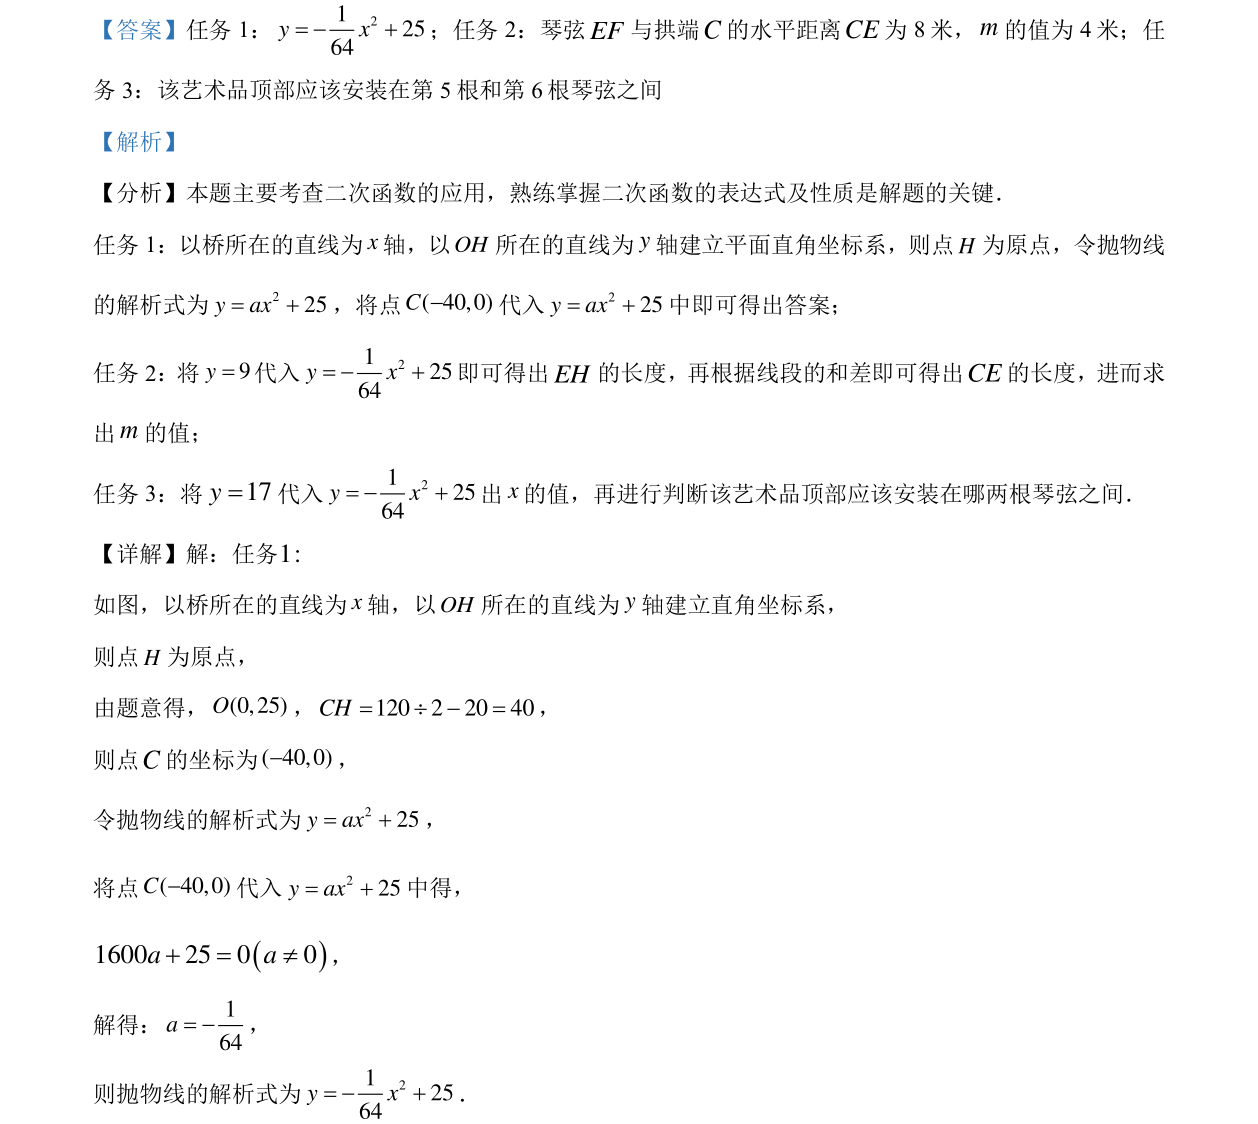 【答案】任务 1：y=-\frac{1}{64}x²+25；任务 2：琴弦 EF 与拱端 C 的水平距离 CE 为 8 米，m 的值为 4 米；任
务 3：该艺术品顶部应该安装在第 5 根和第 6 根琴弦之间
【解析】
【分析】本题主要考查二次函数的应用，熟练掌握二次函数的表达式及性质是解题的关键．
任务 1：以桥所在的直线为 x 轴，以 OH 所在的直线为 y 轴建立平面直角坐标系，则点 H 为原点，令抛物线
的解析式为 y=ax²+25，将点 C(−40,0) 代入 y=ax²+25 中即可得出答案；
任务 2：将 y=9 代入 y=-\frac{1}{64}x²+25 即可得出 EH 的长度，再根据线段的和差即可得出 CE 的长度，进而求
出 m 的值；
任务 3：将 y=17 代入 y=-\frac{1}{64}x²+25 出 x 的值，再进行判断该艺术品顶部应该安装在哪两根琴弦之间．
【详解】解：任务1:
如图，以桥所在的直线为 x 轴，以 OH 所在的直线为 y 轴建立直角坐标系，
则点 H 为原点，
由题意得，O(0,25)，CH=120÷2−20=40，
则点 C 的坐标为 (−40,0)，
令抛物线的解析式为 y=ax²+25，
将点 C(−40,0) 代入 y=ax²+25 中得，
1600a+25=0(a≠0)，
解得：a=-\frac{1}{64}，
则抛物线的解析式为 y=-\frac{1}{64}x²+25．